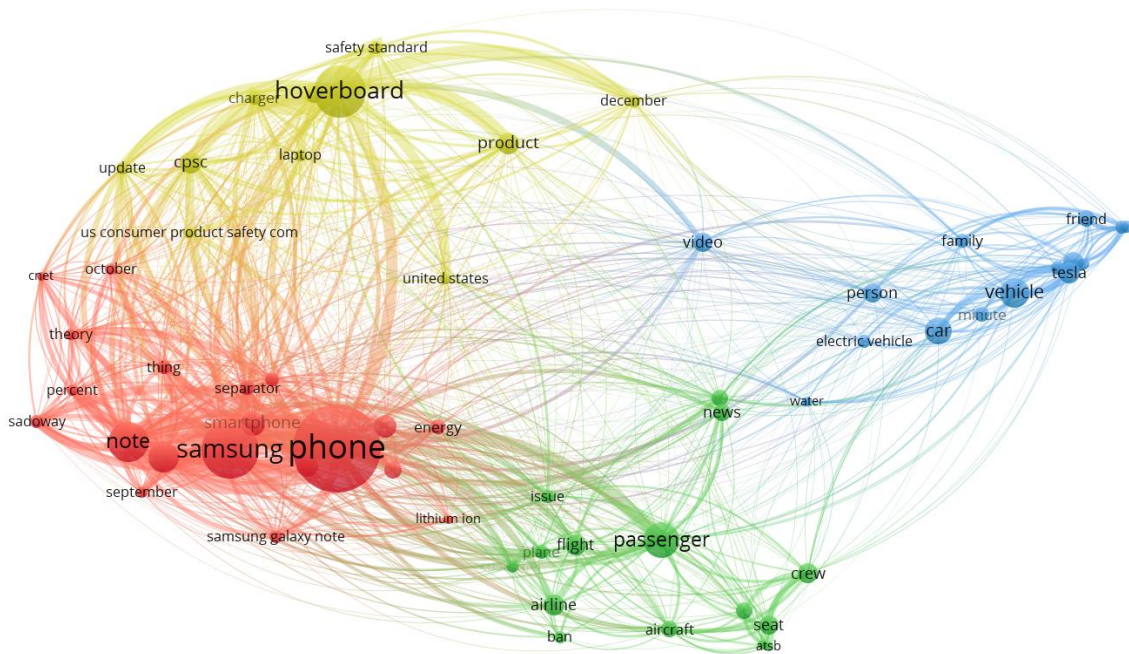 safety standard
hoverboard
charger
december
product
laptop
cpsc
update
us consumer product safety com
video
friend
family
october
cnet
united states
tesla
person
vehicle
minute
theory
car
electric vehicle
thing
percent
separator
water
news
sadoway
smartphone
energy
note
samsung
phone
september
issue
lithium ion
samsung galaxy note
passenger
plane
flight
crew
airline
seat
aircraft
ban
atsb